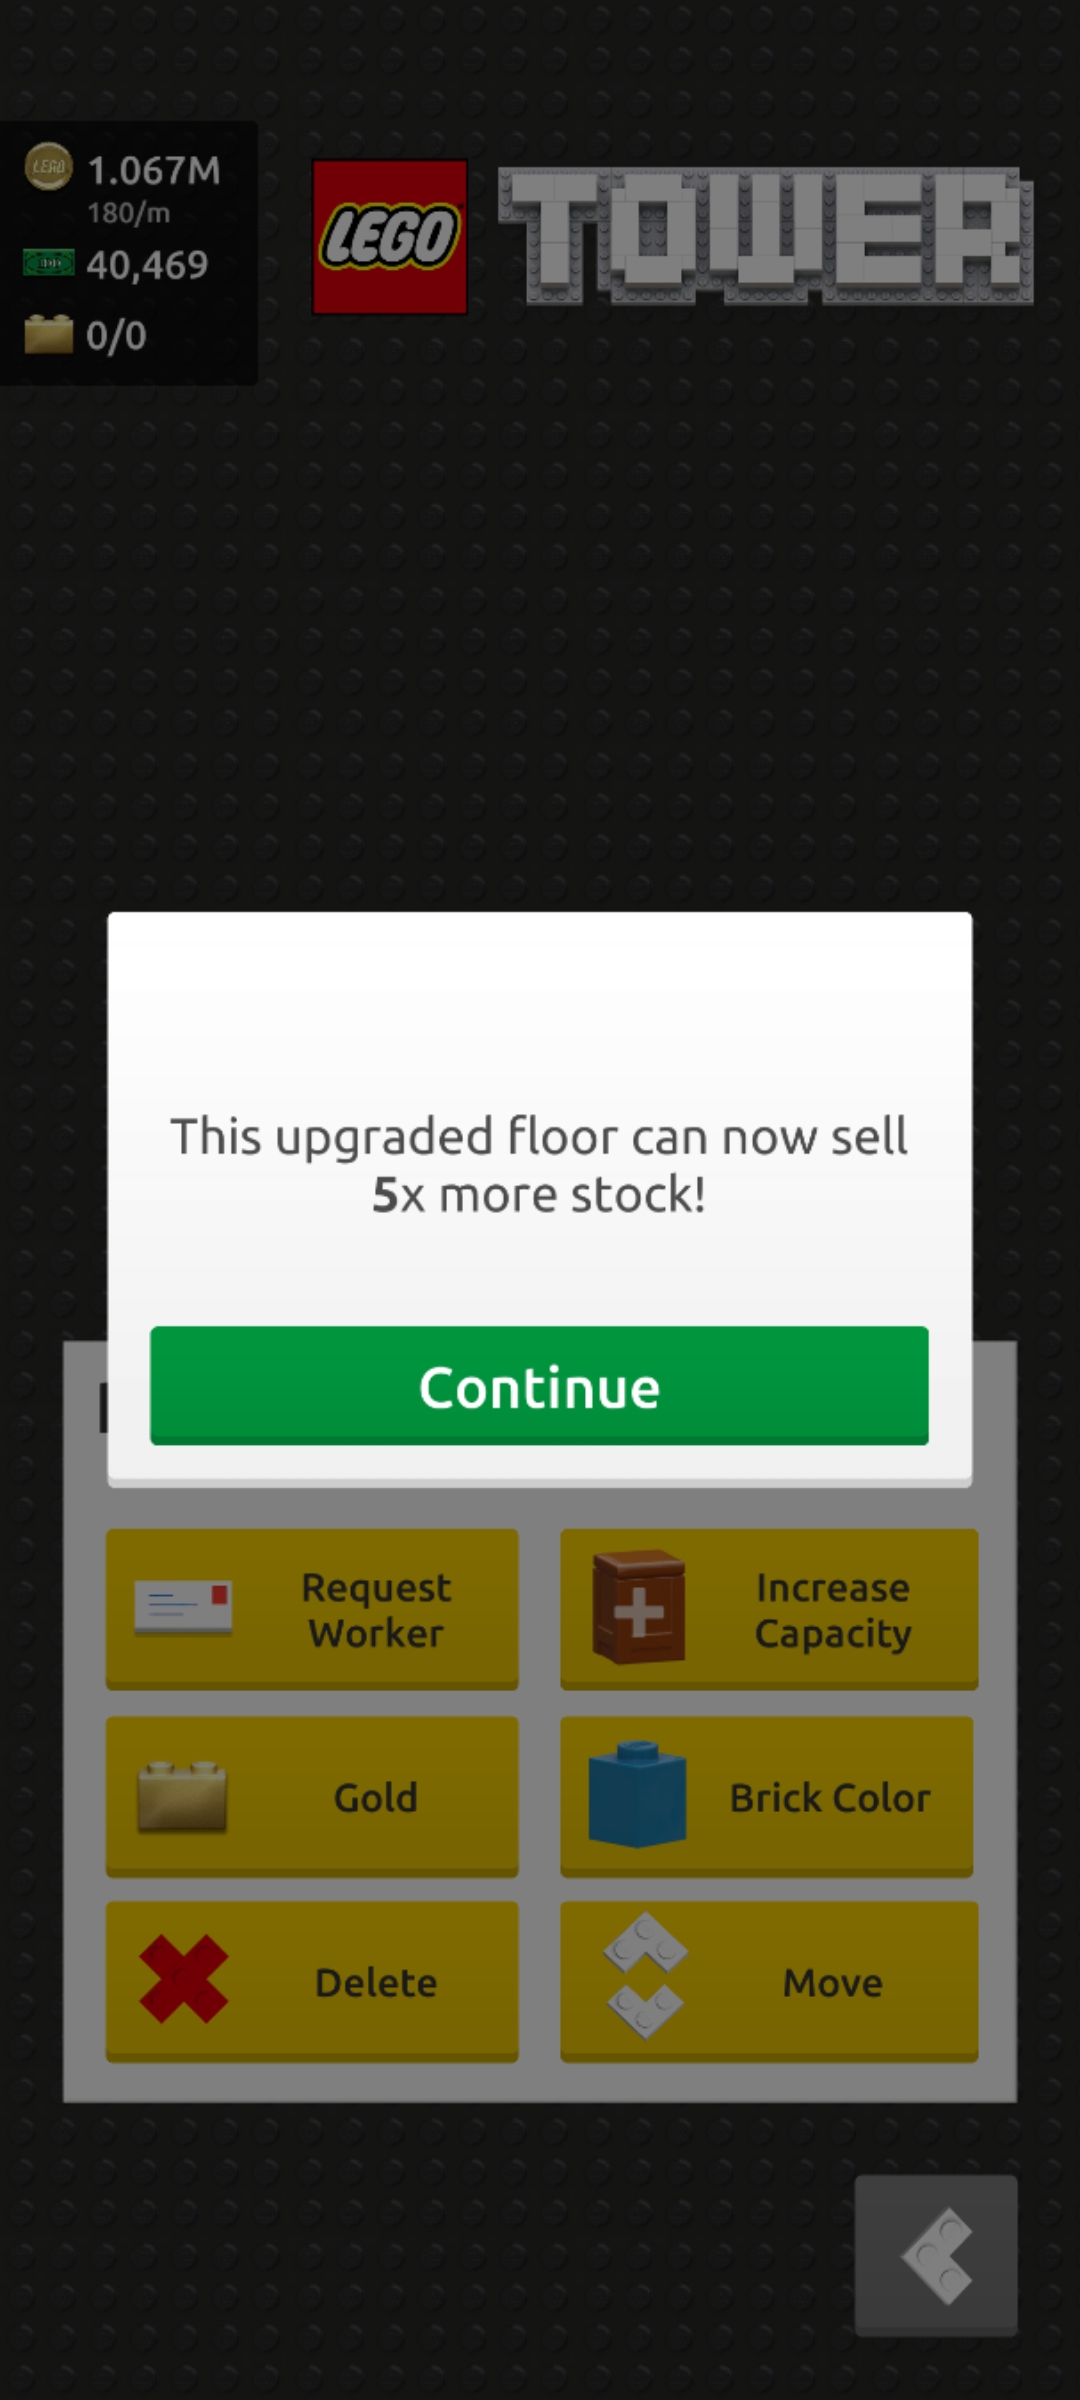 LEGO
1.067M
180/m
40,469
0/0
LEGO
TOWER
This upgraded floor can now sell
5x more stock!
Continue
Request
Worker
Increase
Capacity
Gold
Brick Color
Delete
Move